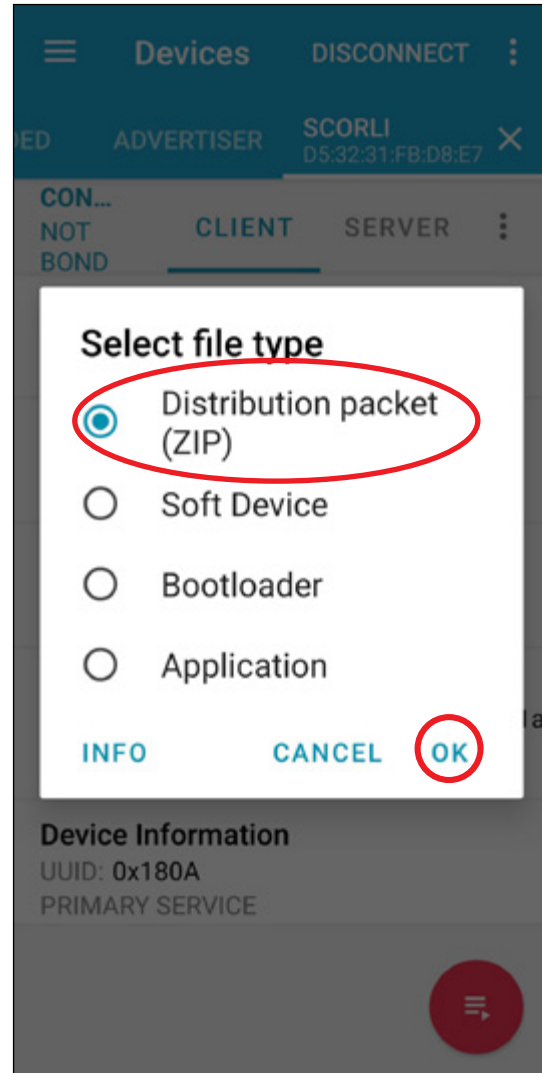 Devices DISCONNECT
DED ADVERTISER SCORLI
D5:32:31:FB:D8:E7
CON...
NOT
BOND
CLIENT SERVER
Select file type
Distribution packet
(ZIP)
Soft Device
Bootloader
Application
la
INFO CANCEL OK
Device Information
UUID: 0x180A
PRIMARY SERVICE